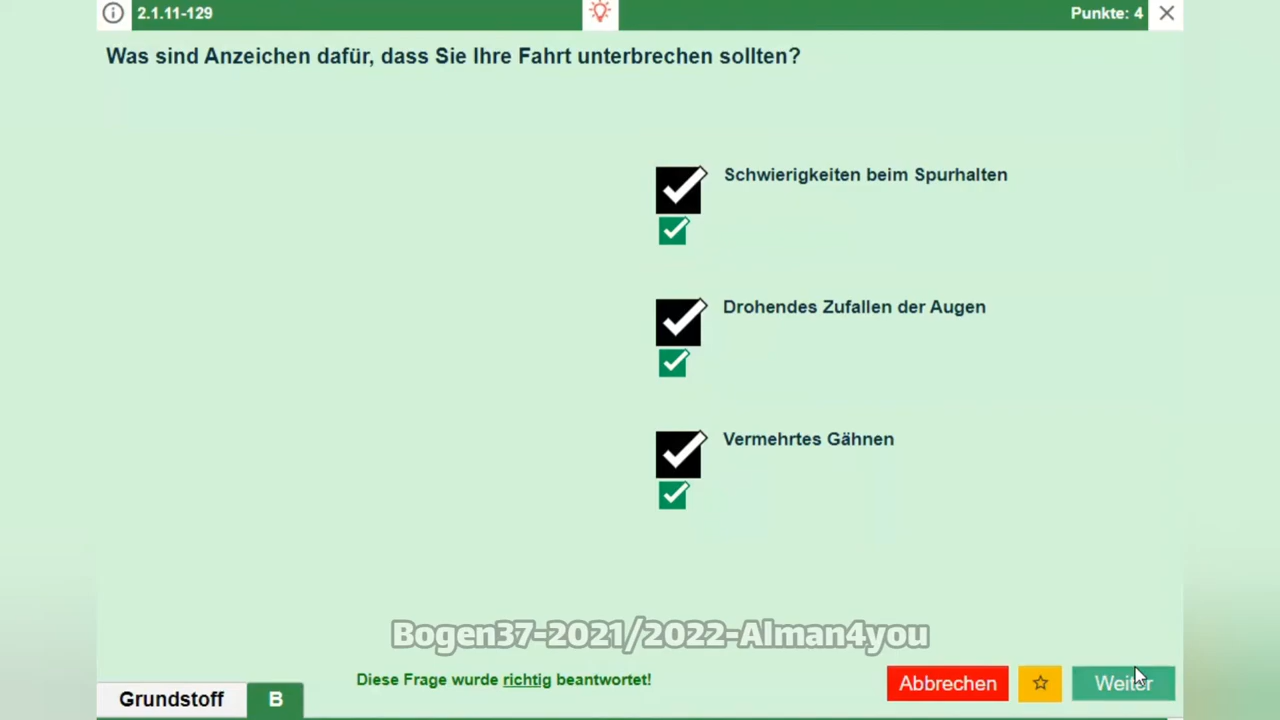 2.1.11-129
Punkte: 4
Was sind Anzeichen dafür, dass Sie Ihre Fahrt unterbrechen sollten?
Schwierigkeiten beim Spurhalten
Drohendes Zufallen der Augen
Vermehrtes Gähnen
Bogen37-2021/2022-Alman4you
Diese Frage wurde richtig beantwortet!
Abbrechen
Weiter
Grundstoff
B